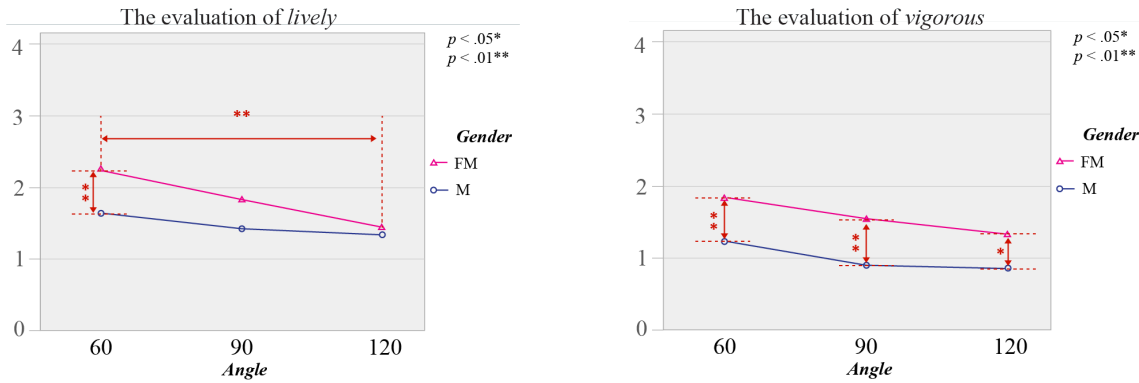 The evaluation of lively
4
3
2
1
0
60
90
120
Angle
p < .05*
p < .01**
Gender
FM
M
**
**
The evaluation of vigorous
4
3
2
1
0
60
90
120
Angle
p < .05*
p < .01**
Gender
FM
M
**
**
*